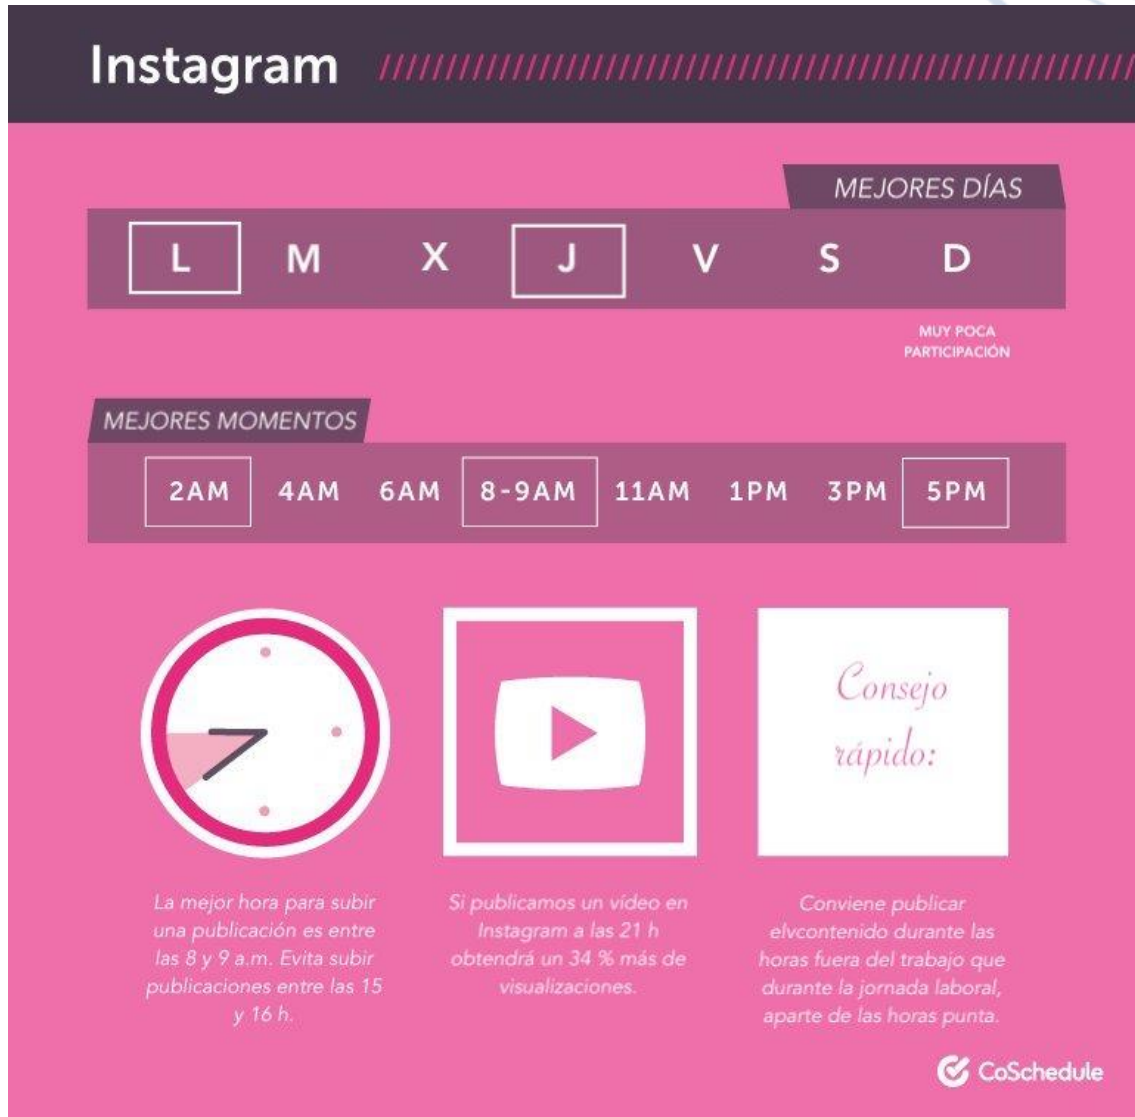 Instagram
MEJORES DÍAS
L M X J V S D
MUY POCA
PARTICIPACIÓN
MEJORES MOMENTOS
2AM 4AM 6AM 8-9AM 11AM 1PM 3PM 5PM
La mejor hora para subir
una publicación es entre
las 8 y 9 a.m. Evita subir
publicaciones entre las 15
y 16 h.
Si publicamos un vídeo en
Instagram a las 21 h
obtendrá un 34 % más de
visualizaciones.
Consejo
rápido:
Conviene publicar
elvcontenido durante las
horas fuera del trabajo que
durante la jornada laboral,
aparte de las horas punta.
CoSchedule